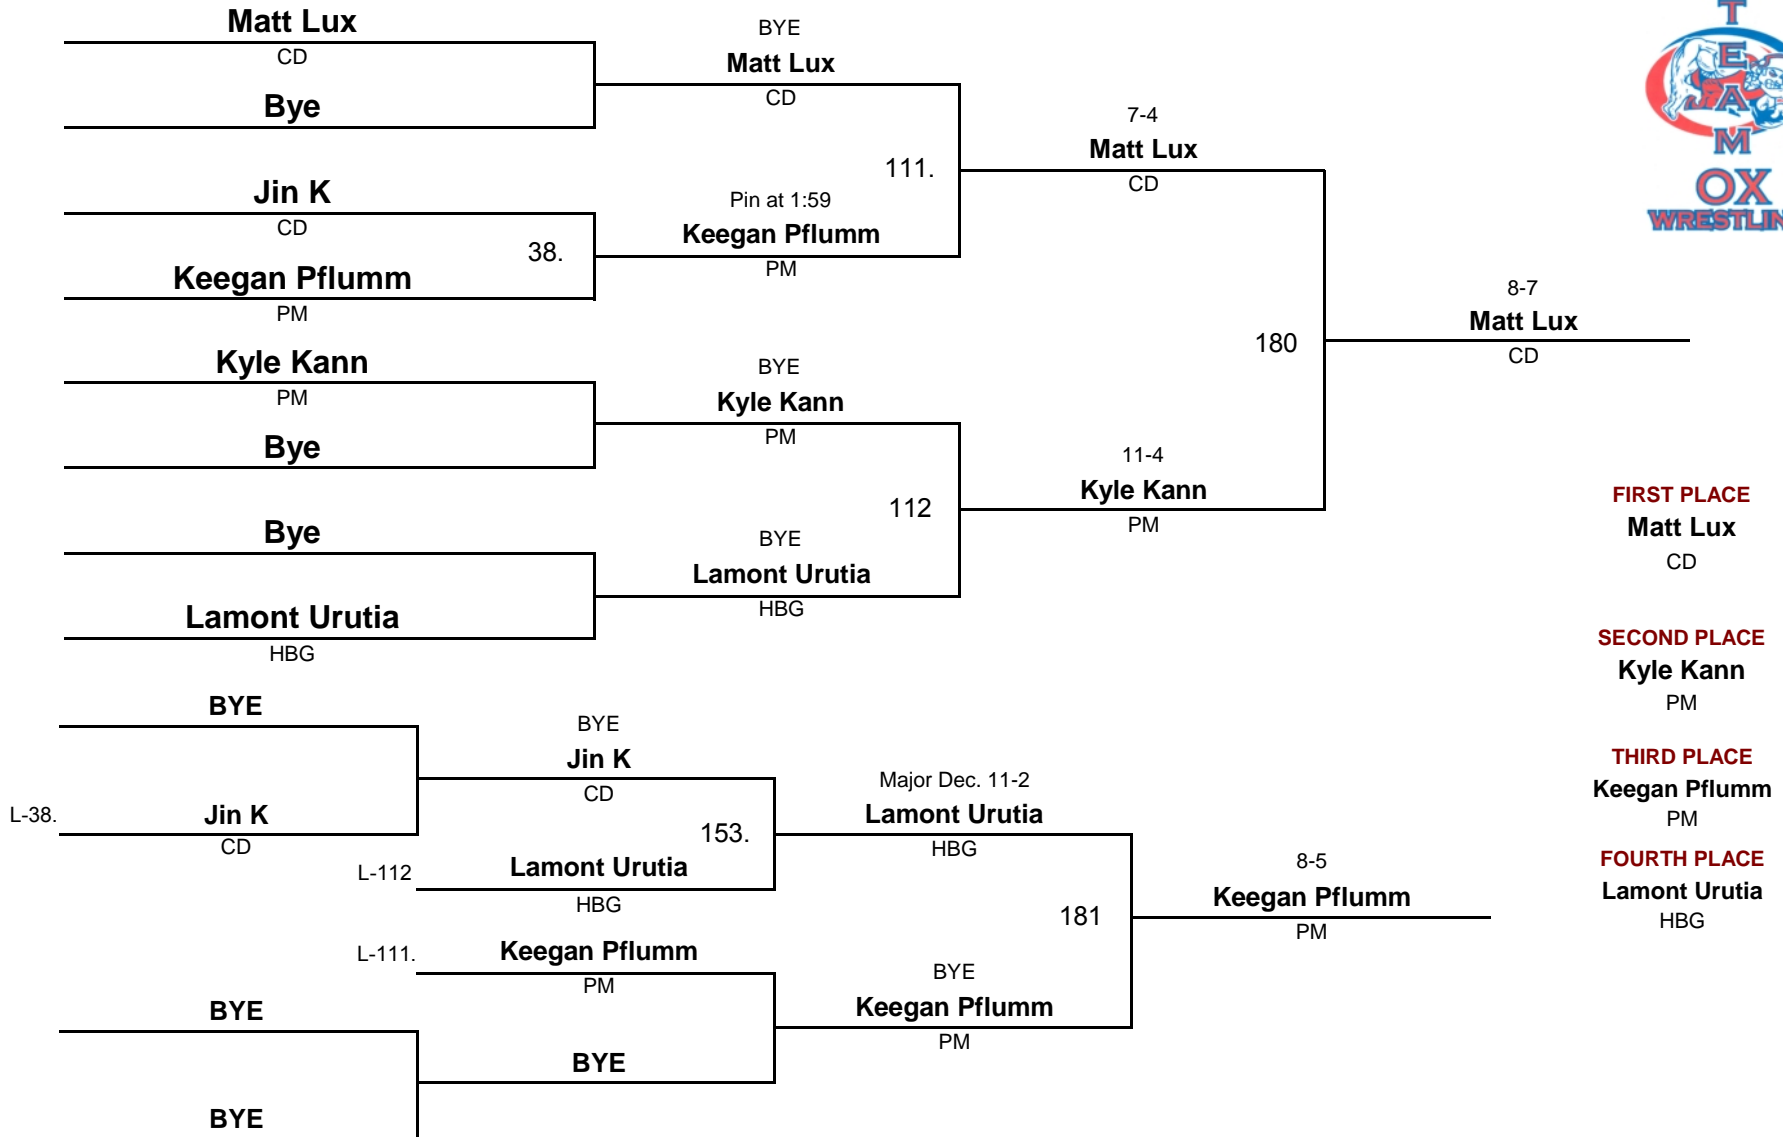 Matt Lux
CD
Bye
Jin K
CD
38.
Keegan Pflumm
PM
Kyle Kann
PM
Bye
Bye
Lamont Urutia
HBG
BYE
Matt Lux
CD
111.
Pin at 1:59
Keegan Pflumm
PM
BYE
Kyle Kann
PM
112
BYE
Lamont Urutia
HBG
7-4
Matt Lux
CD
180
11-4
Kyle Kann
PM
8-7
Matt Lux
CD
TEAM
OX
FIRST PLACE
Matt Lux
CD
SECOND PLACE
Kyle Kann
PM
THIRD PLACE
Keegan Pflumm
PM
FOURTH PLACE
Lamont Urutia
HBG
BYE
L-38.
Jin K
CD
BYE
Jin K
CD
153.
L-112
Lamont Urutia
HBG
L-111.
Keegan Pflumm
PM
BYE
BYE
BYE
Major Dec. 11-2
Lamont Urutia
HBG
181
BYE
Keegan Pflumm
PM
8-5
Keegan Pflumm
PM